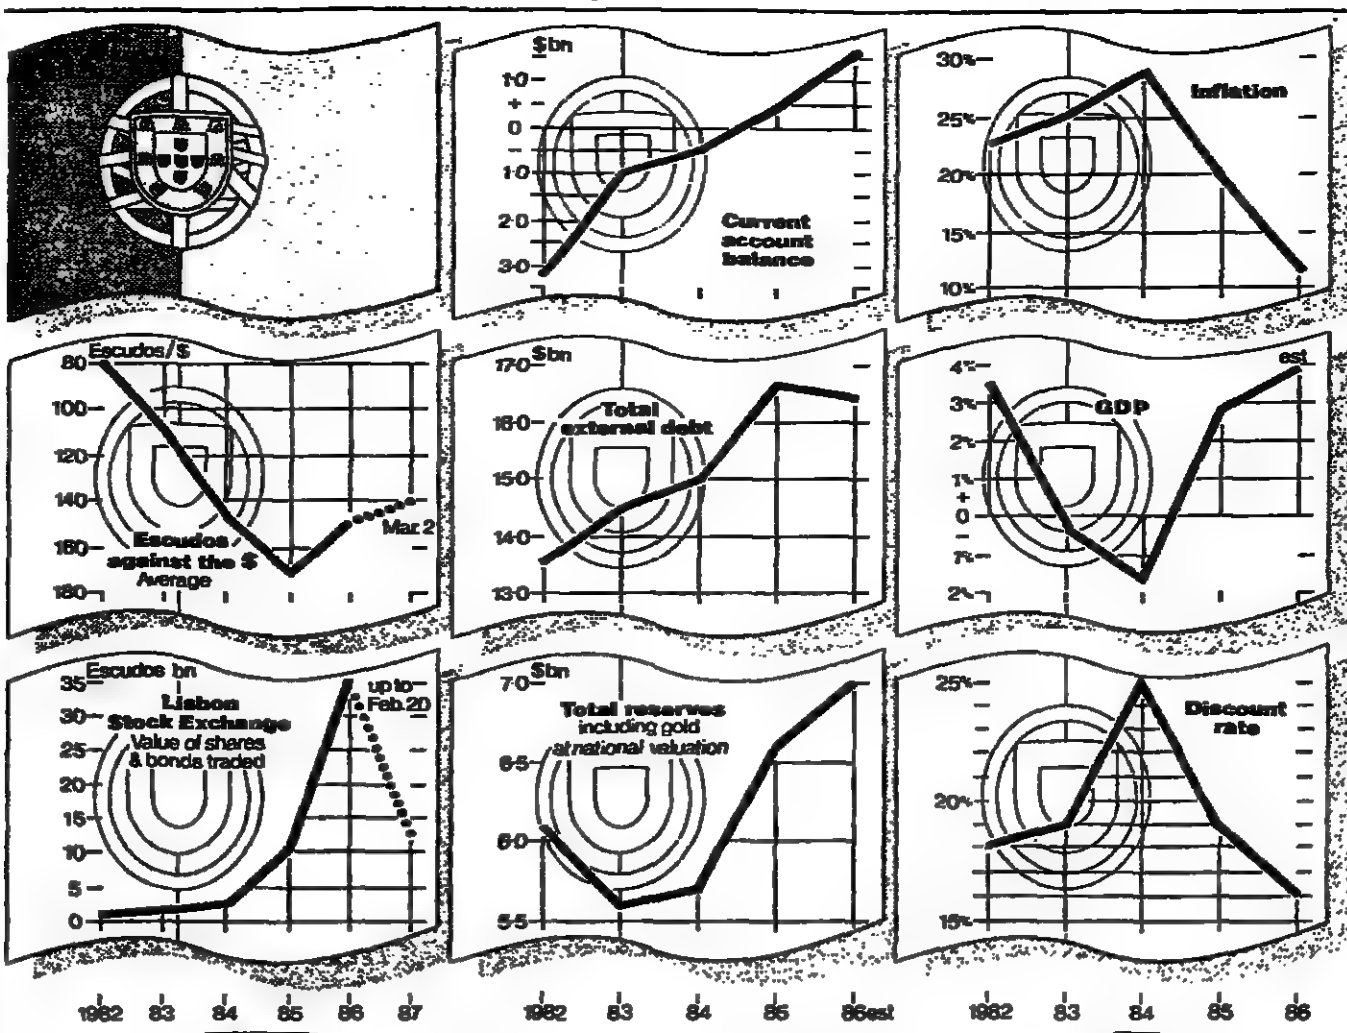 $bn
1·0
+
0
-
1·0
2·0
3·0
Current
account
balance
30%
25%
20%
15%
10%
Inflation
Escudos/$
80
100
120
140
160
180
Mar. 2
Escudos
against the $
Average
$bn
17·0
16·0
15·0
14·0
13·0
Total
external debt
4%
3%
2%
1%
+
0
-
1%
2%
est
GDP
Escudos bn
35
30
25
20
15
10
5
0
Lisbon
Stock Exchange
Value of shares
& bonds traded
up to
Feb. 20
$bn
7·0
6·5
6·0
5·5
Total reserves
including gold
at national valuation
25%
20%
15%
Discount
rate
1982 83 84 85 86 87
1982 83 84 85 86est
1982 83 84 85 86